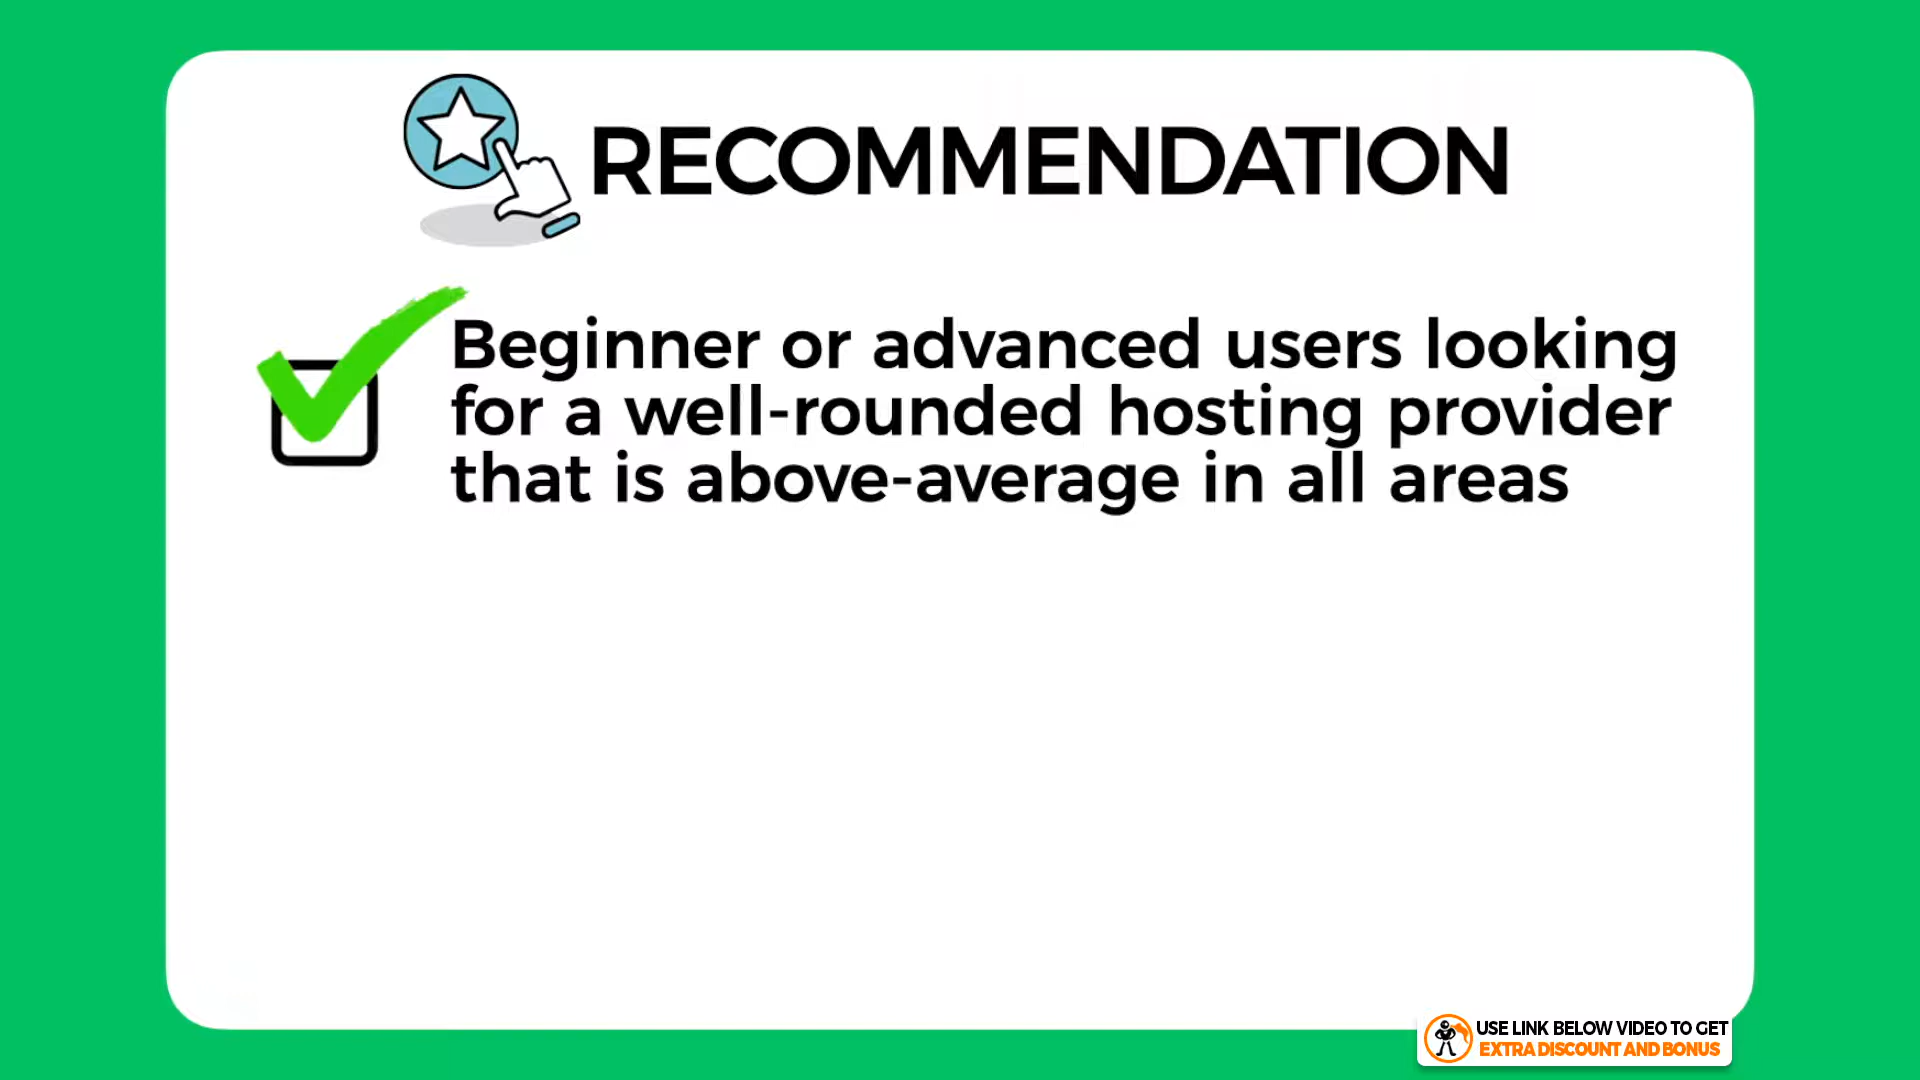 RECOMMENDATION
Beginner or advanced users looking
for a well-rounded hosting provider
that is above-average in all areas
USE LINK BELOW VIDEO TO GET
EXTRA DISCOUNT AND BONUS